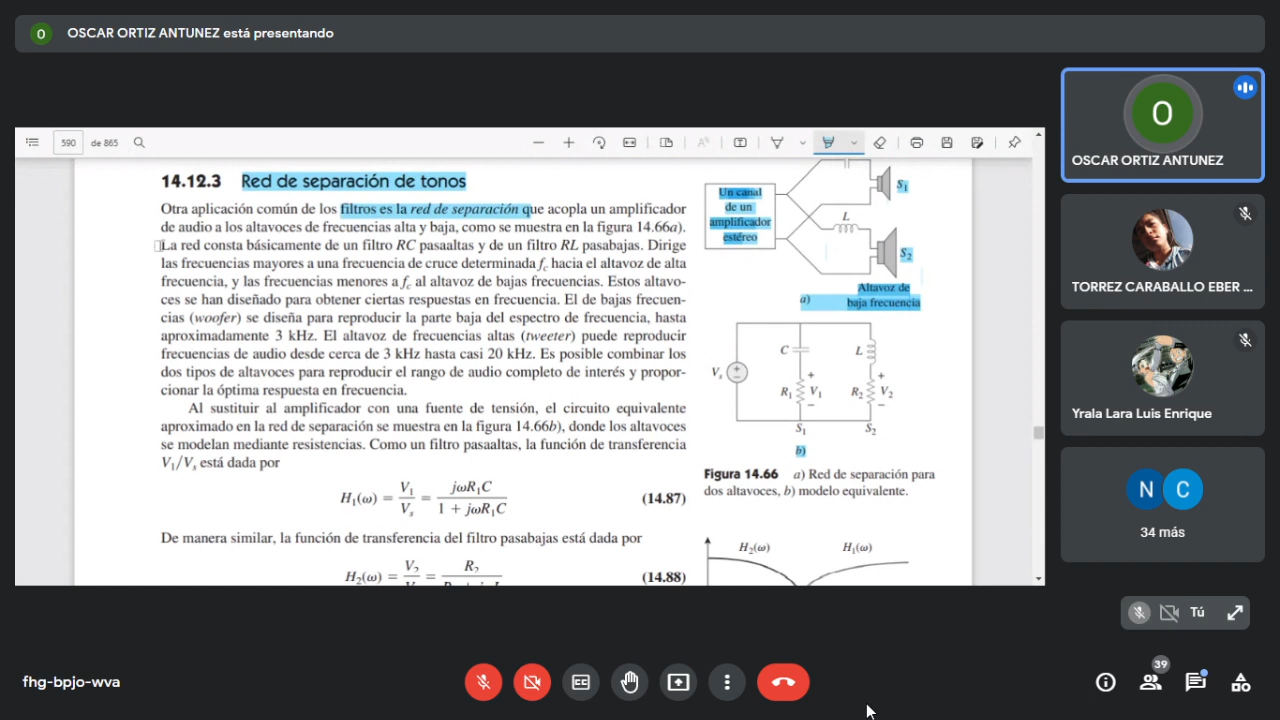 O OSCAR ORTIZ ANTUNEZ está presentando
590 de 865
14.12.3 Red de separación de tonos
Otra aplicación común de los filtros es la red de separación que acopla un amplificador
de audio a los altavoces de frecuencias alta y baja, como se muestra en la figura 14.66a).
La red consta básicamente de un filtro RC pasaaltas y de un filtro RL pasabajas. Dirige
las frecuencias mayores a una frecuencia de cruce determinada fc hacia el altavoz de alta
frecuencia, y las frecuencias menores a fc al altavoz de bajas frecuencias. Estos altavo-
ces se han diseñado para obtener ciertas respuestas en frecuencia. El de bajas frecuen-
cias (woofer) se diseña para reproducir la parte baja del espectro de frecuencia, hasta
aproximadamente 3 kHz. El altavoz de frecuencias altas (tweeter) puede reproducir
frecuencias de audio desde cerca de 3 kHz hasta casi 20 kHz. Es posible combinar los
dos tipos de altavoces para reproducir el rango de audio completo de interés y propor-
cionar la óptima respuesta en frecuencia.
Al sustituir al amplificador con una fuente de tensión, el circuito equivalente
aproximado en la red de separación se muestra en la figura 14.66b), donde los altavoces
se modelan mediante resistencias. Como un filtro pasaaltas, la función de transferencia
V1/Vs está dada por
H1(ω) = V1/Vs = jωR1C / 1 + jωR1C (14.87)
De manera similar, la función de transferencia del filtro pasabajas está dada por
H2(ω) = V2 = R2 (14.88)
Un canal
de un
amplificador
estéreo
S1
L
S2
Altavoz de
baja frecuencia
a)
C
L
Vs
+
−
R1
+
V1
−
R2
+
V2
−
S1
S2
b)
Figura 14.66 a) Red de separación para
dos altavoces, b) modelo equivalente.
H2(ω) H1(ω)
O
OSCAR ORTIZ ANTUNEZ
TORREZ CARABALLO EBER ...
Yrala Lara Luis Enrique
N C
34 más
Tú
fhg-bpjo-wva
39